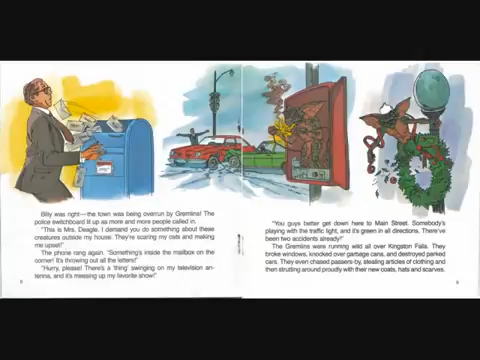 Billy was right—the town was being overrun by Gremlins! The
police switchboard lit up as more and more people called in.
"This is Mrs. Deagle. I demand you do something about these
creatures outside my house. They're scaring my cats and making
me upset!"
The phone rang again. "Something's inside the mailbox on the
corner! It's throwing out all the letters!"
"Hurry, please! There's a 'thing' swinging on my television an-
tenna, and it's messing up my favorite show!"
8
"You guys better get down here to Main Street. Somebody's
playing with the traffic light, and it's green in all directions. There've
been two accidents already!"
The Gremlins were running wild all over Kingston Falls. They
broke windows, knocked over garbage cans, and destroyed parked
cars. They even chased passers-by, stealing articles of clothing and
then strutting around proudly with their new coats, hats and scarves.
9